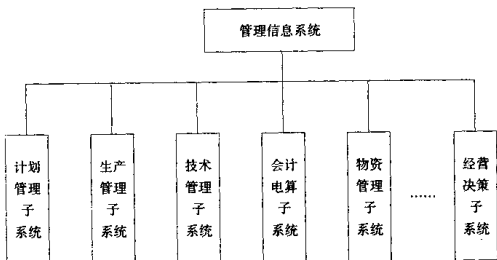 管理信息系统
计划
管理
子
系统
生产
管理
子
系统
技术
管理
子
系统
会计
电算
子
系统
物资
管理
子
系统
……
经营
决策
子
系统